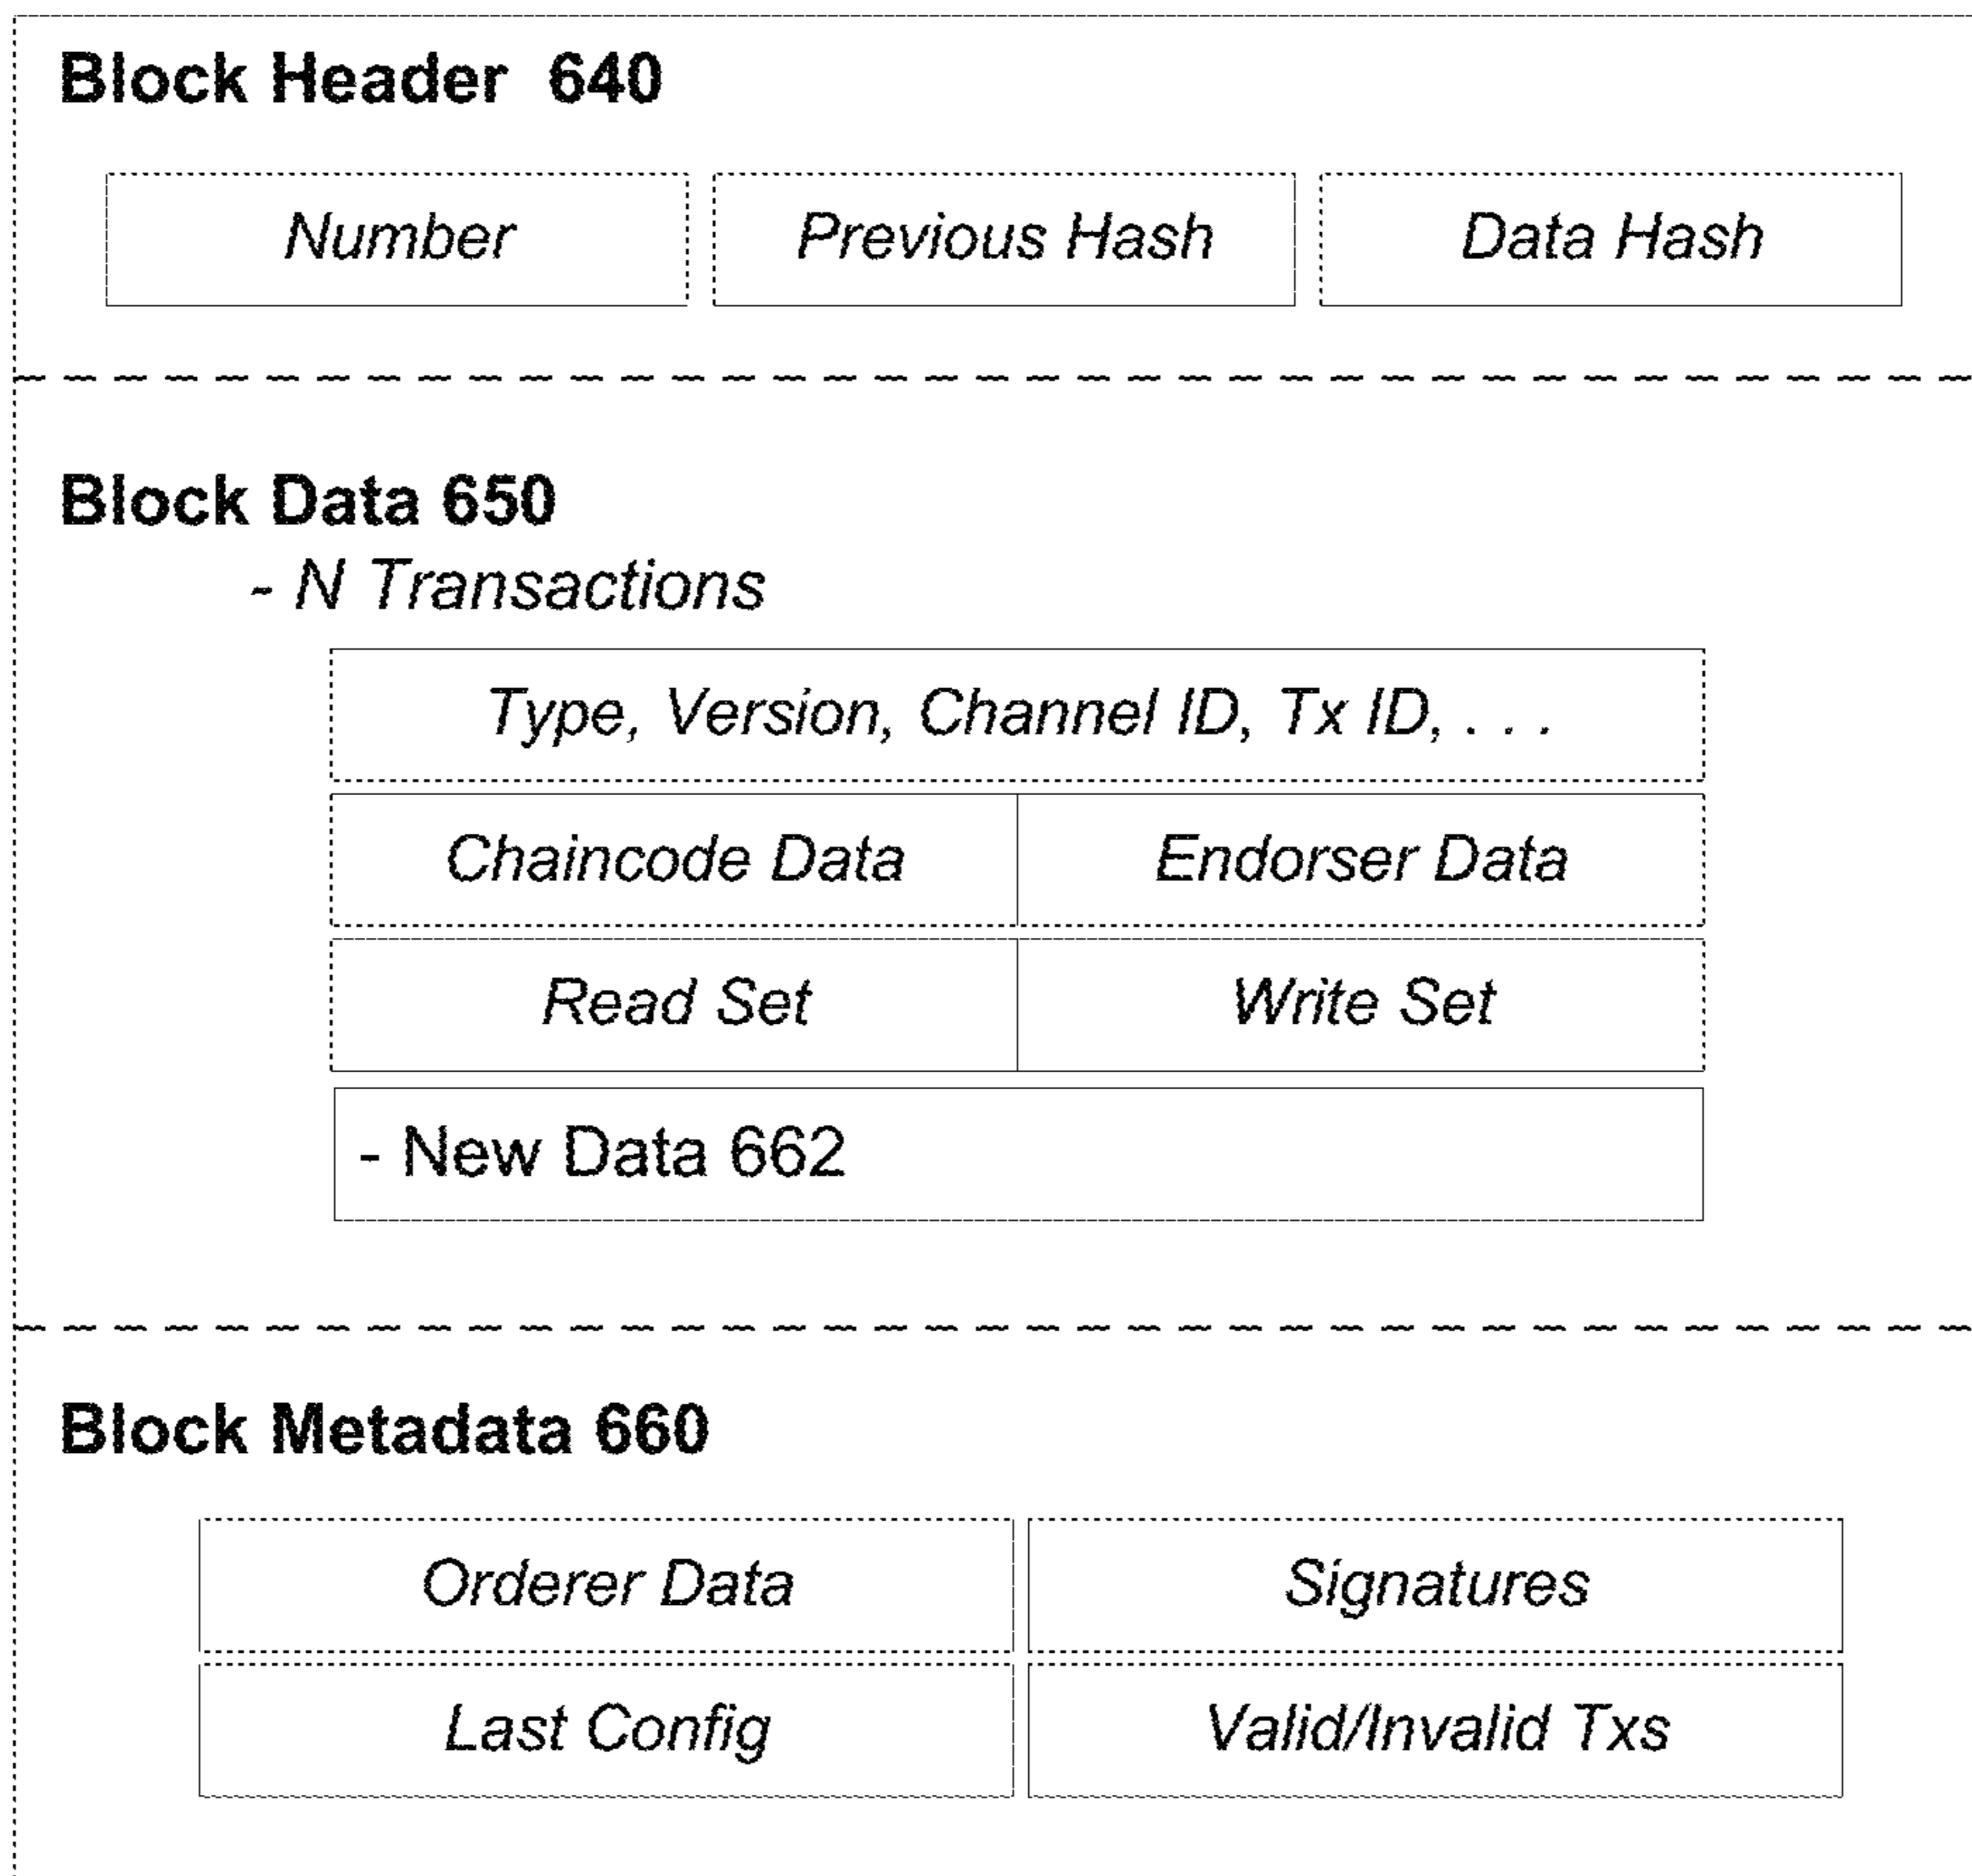 Block Header 640
Number Previous Hash Data Hash
Block Data 650
- N Transactions
Type, Version, Channel ID, Tx ID, . . .
Chaincode Data Endorser Data
Read Set Write Set
- New Data 662
Block Metadata 660
Orderer Data Signatures
Last Config Valid/Invalid Txs